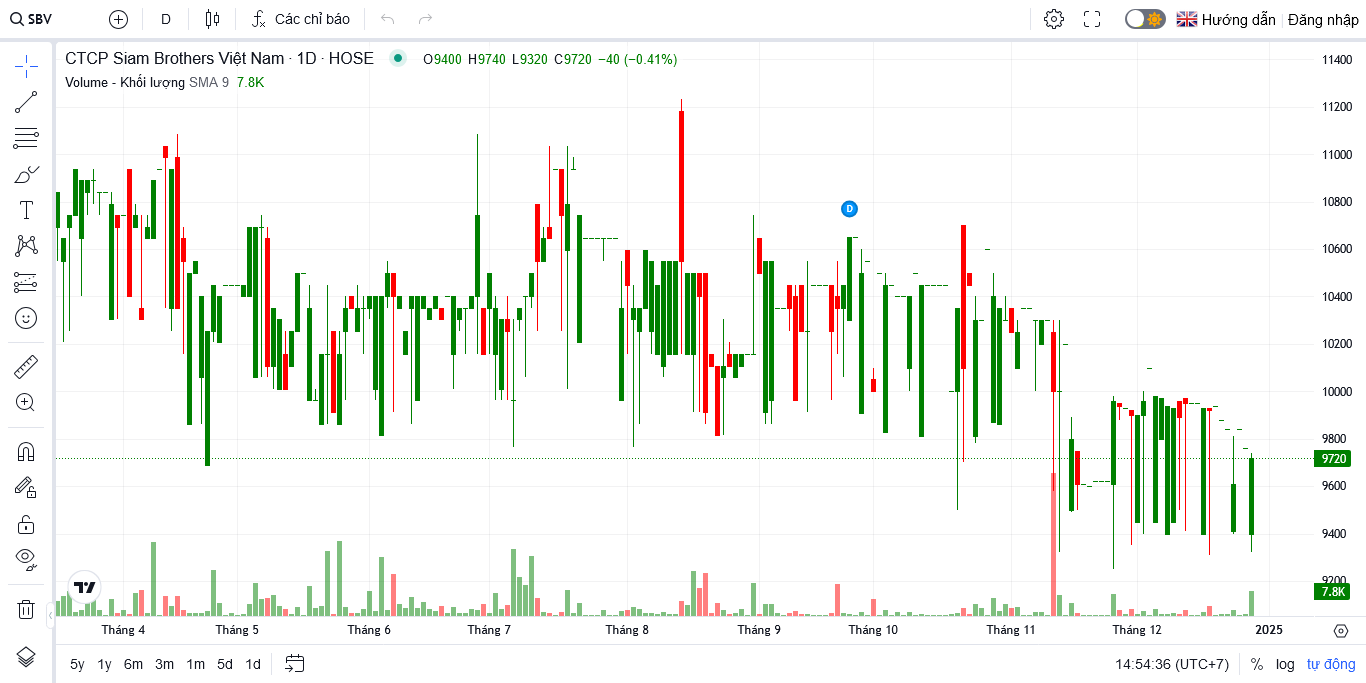 SBV D Các chỉ báo Hướng dẫn Đăng nhập
CTCP Siam Brothers Việt Nam · 1D · HOSE O9400 H9740 L9320 C9720 −40 (−0.41%)
Volume - Khối lượng SMA 9 7.8K
11400
11200
11000
10800
D
10600
10400
10200
10000
9800
9720
9600
9400
9200
7.8K
Tháng 4 Tháng 5 Tháng 6 Tháng 7 Tháng 8 Tháng 9 Tháng 10 Tháng 11 Tháng 12 2025
5y 1y 6m 3m 1m 5d 1d 14:54:36 (UTC+7) % log tự động